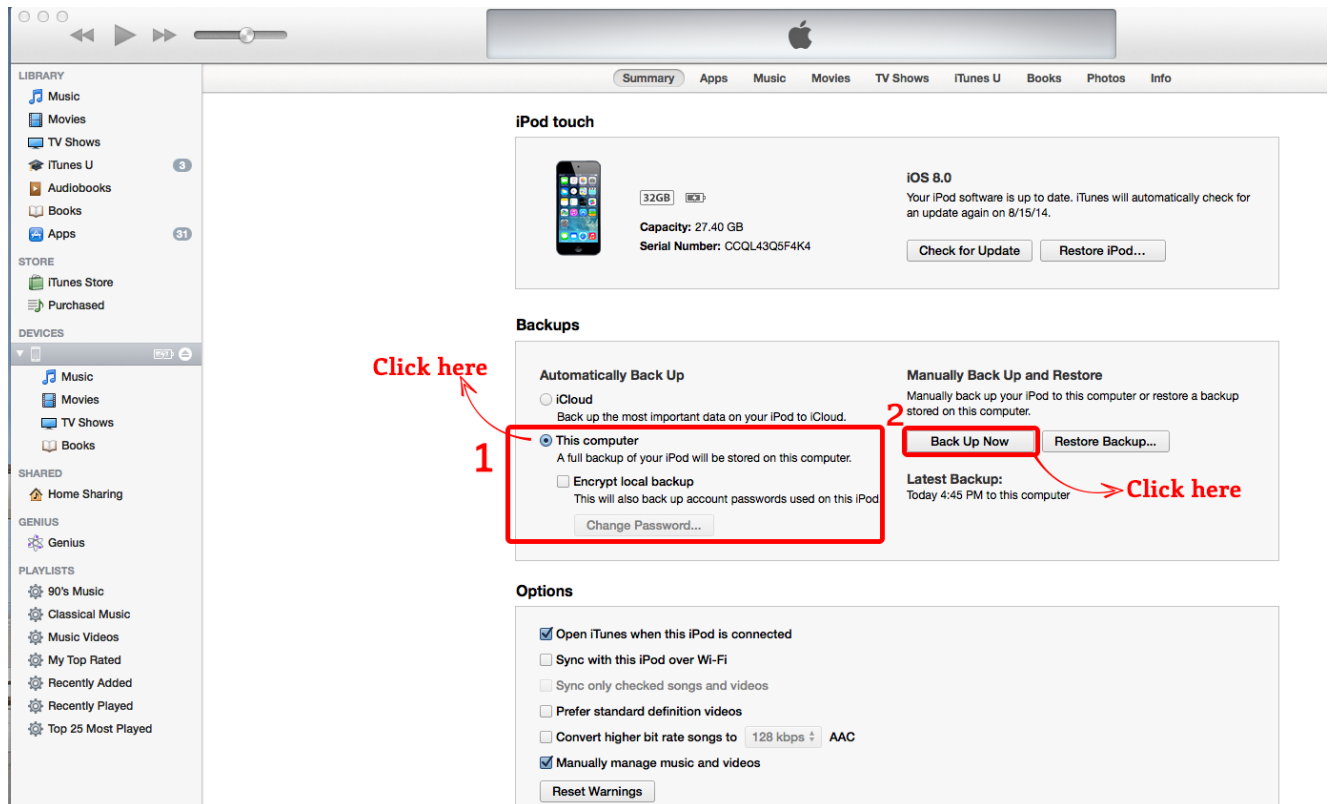 LIBRARY
Music
Movies
TV Shows
iTunes U 3
Audiobooks
Books
Apps 31
STORE
iTunes Store
Purchased
DEVICES
Music
Movies
TV Shows
Books
SHARED
Home Sharing
GENIUS
Genius
PLAYLISTS
90's Music
Classical Music
Music Videos
My Top Rated
Recently Added
Recently Played
Top 25 Most Played
Summary Apps Music Movies TV Shows iTunes U Books Photos Info
iPod touch
32GB
Capacity: 27.40 GB
Serial Number: CCQL43Q5F4K4
iOS 8.0
Your iPod software is up to date. iTunes will automatically check for
an update again on 8/15/14.
Check for Update Restore iPod...
Backups
Click here
1
Automatically Back Up
iCloud
Back up the most important data on your iPod to iCloud.
This computer
A full backup of your iPod will be stored on this computer.
Encrypt local backup
This will also back up account passwords used on this iPod
Change Password...
Manually Back Up and Restore
Manually back up your iPod to this computer or restore a backup
stored on this computer.
2
Back Up Now Restore Backup...
Latest Backup:
Today 4:45 PM to this computer
Click here
Options
Open iTunes when this iPod is connected
Sync with this iPod over Wi-Fi
Sync only checked songs and videos
Prefer standard definition videos
Convert higher bit rate songs to 128 kbps AAC
Manually manage music and videos
Reset Warnings